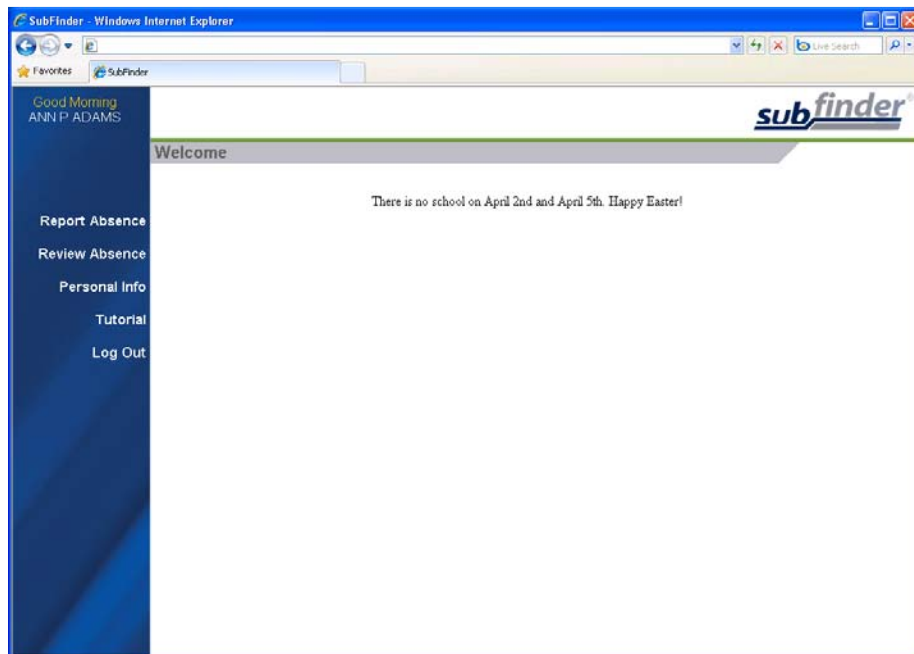 SubFinder - Windows Internet Explorer
Live Search
Favorites
SubFinder
Good Morning
ANN P ADAMS
subfinder®
Welcome
There is no school on April 2nd and April 5th. Happy Easter!
Report Absence
Review Absence
Personal Info
Tutorial
Log Out